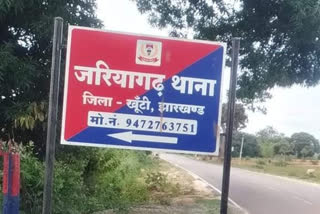 जरियागढ़ थाना
जिला - खूँटी, झारखण्ड
मो.नं. 9472763751